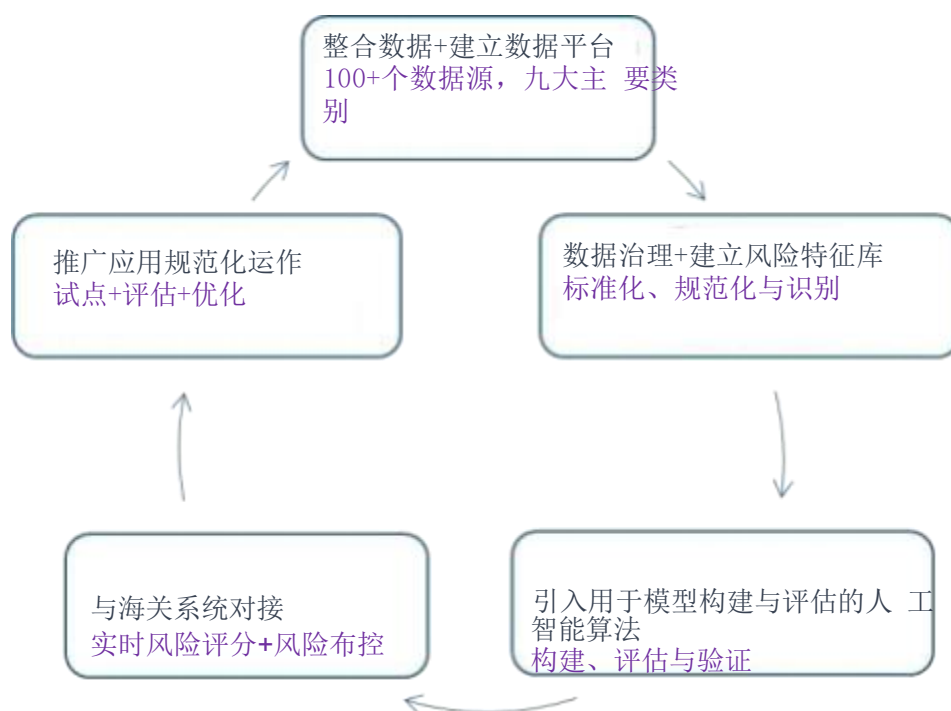 整合数据+建立数据平台
100+个数据源，九大主 要类
别
数据治理+建立风险特征库
标准化、规范化与识别
引入用于模型构建与评估的人 工
智能算法
构建、评估与验证
与海关系统对接
实时风险评分+风险布控
推广应用规范化运作
试点+评估+优化